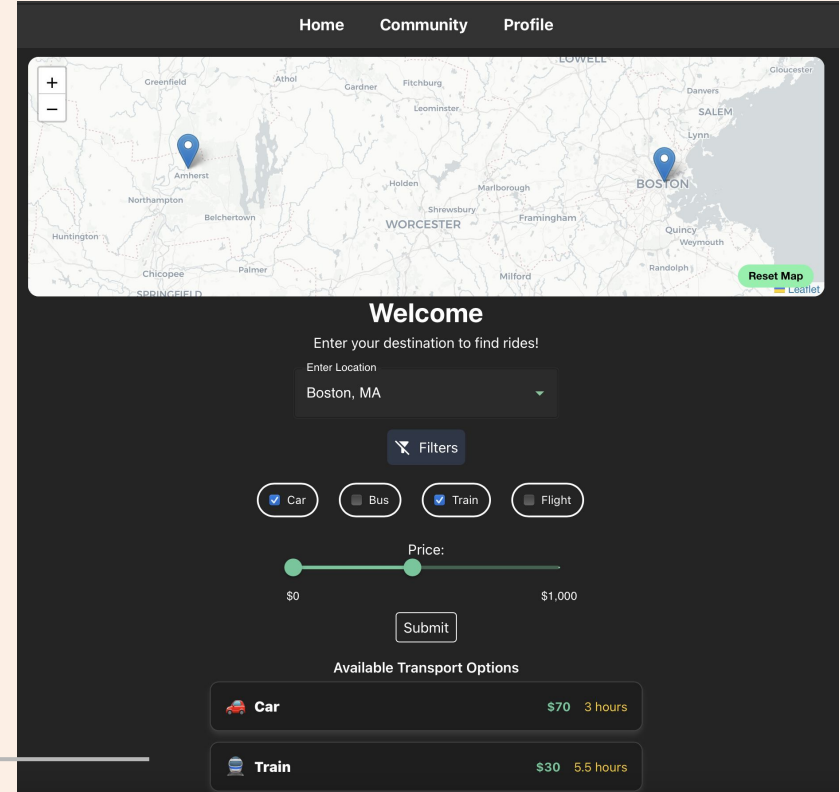 Home Community Profile
+
−
LOWELL
Gloucester
Greenfield Athol Gardner Fitchburg
Danvers
Leominster
SALEM
Lynn
Amherst
Holden Marlborough BOSTON
Northampton
Shrewsbury
Belchertown WORCESTER Framingham
Quincy
Huntington
Weymouth
Chicopee Palmer Milford Randolph
Reset Map
SPRINGFIELD
Leaflet
Welcome
Enter your destination to find rides!
Enter Location
Boston, MA
Filters
Car Bus Train Flight
Price:
$0 $1,000
Submit
Available Transport Options
Car $70 3 hours
Train $30 5.5 hours